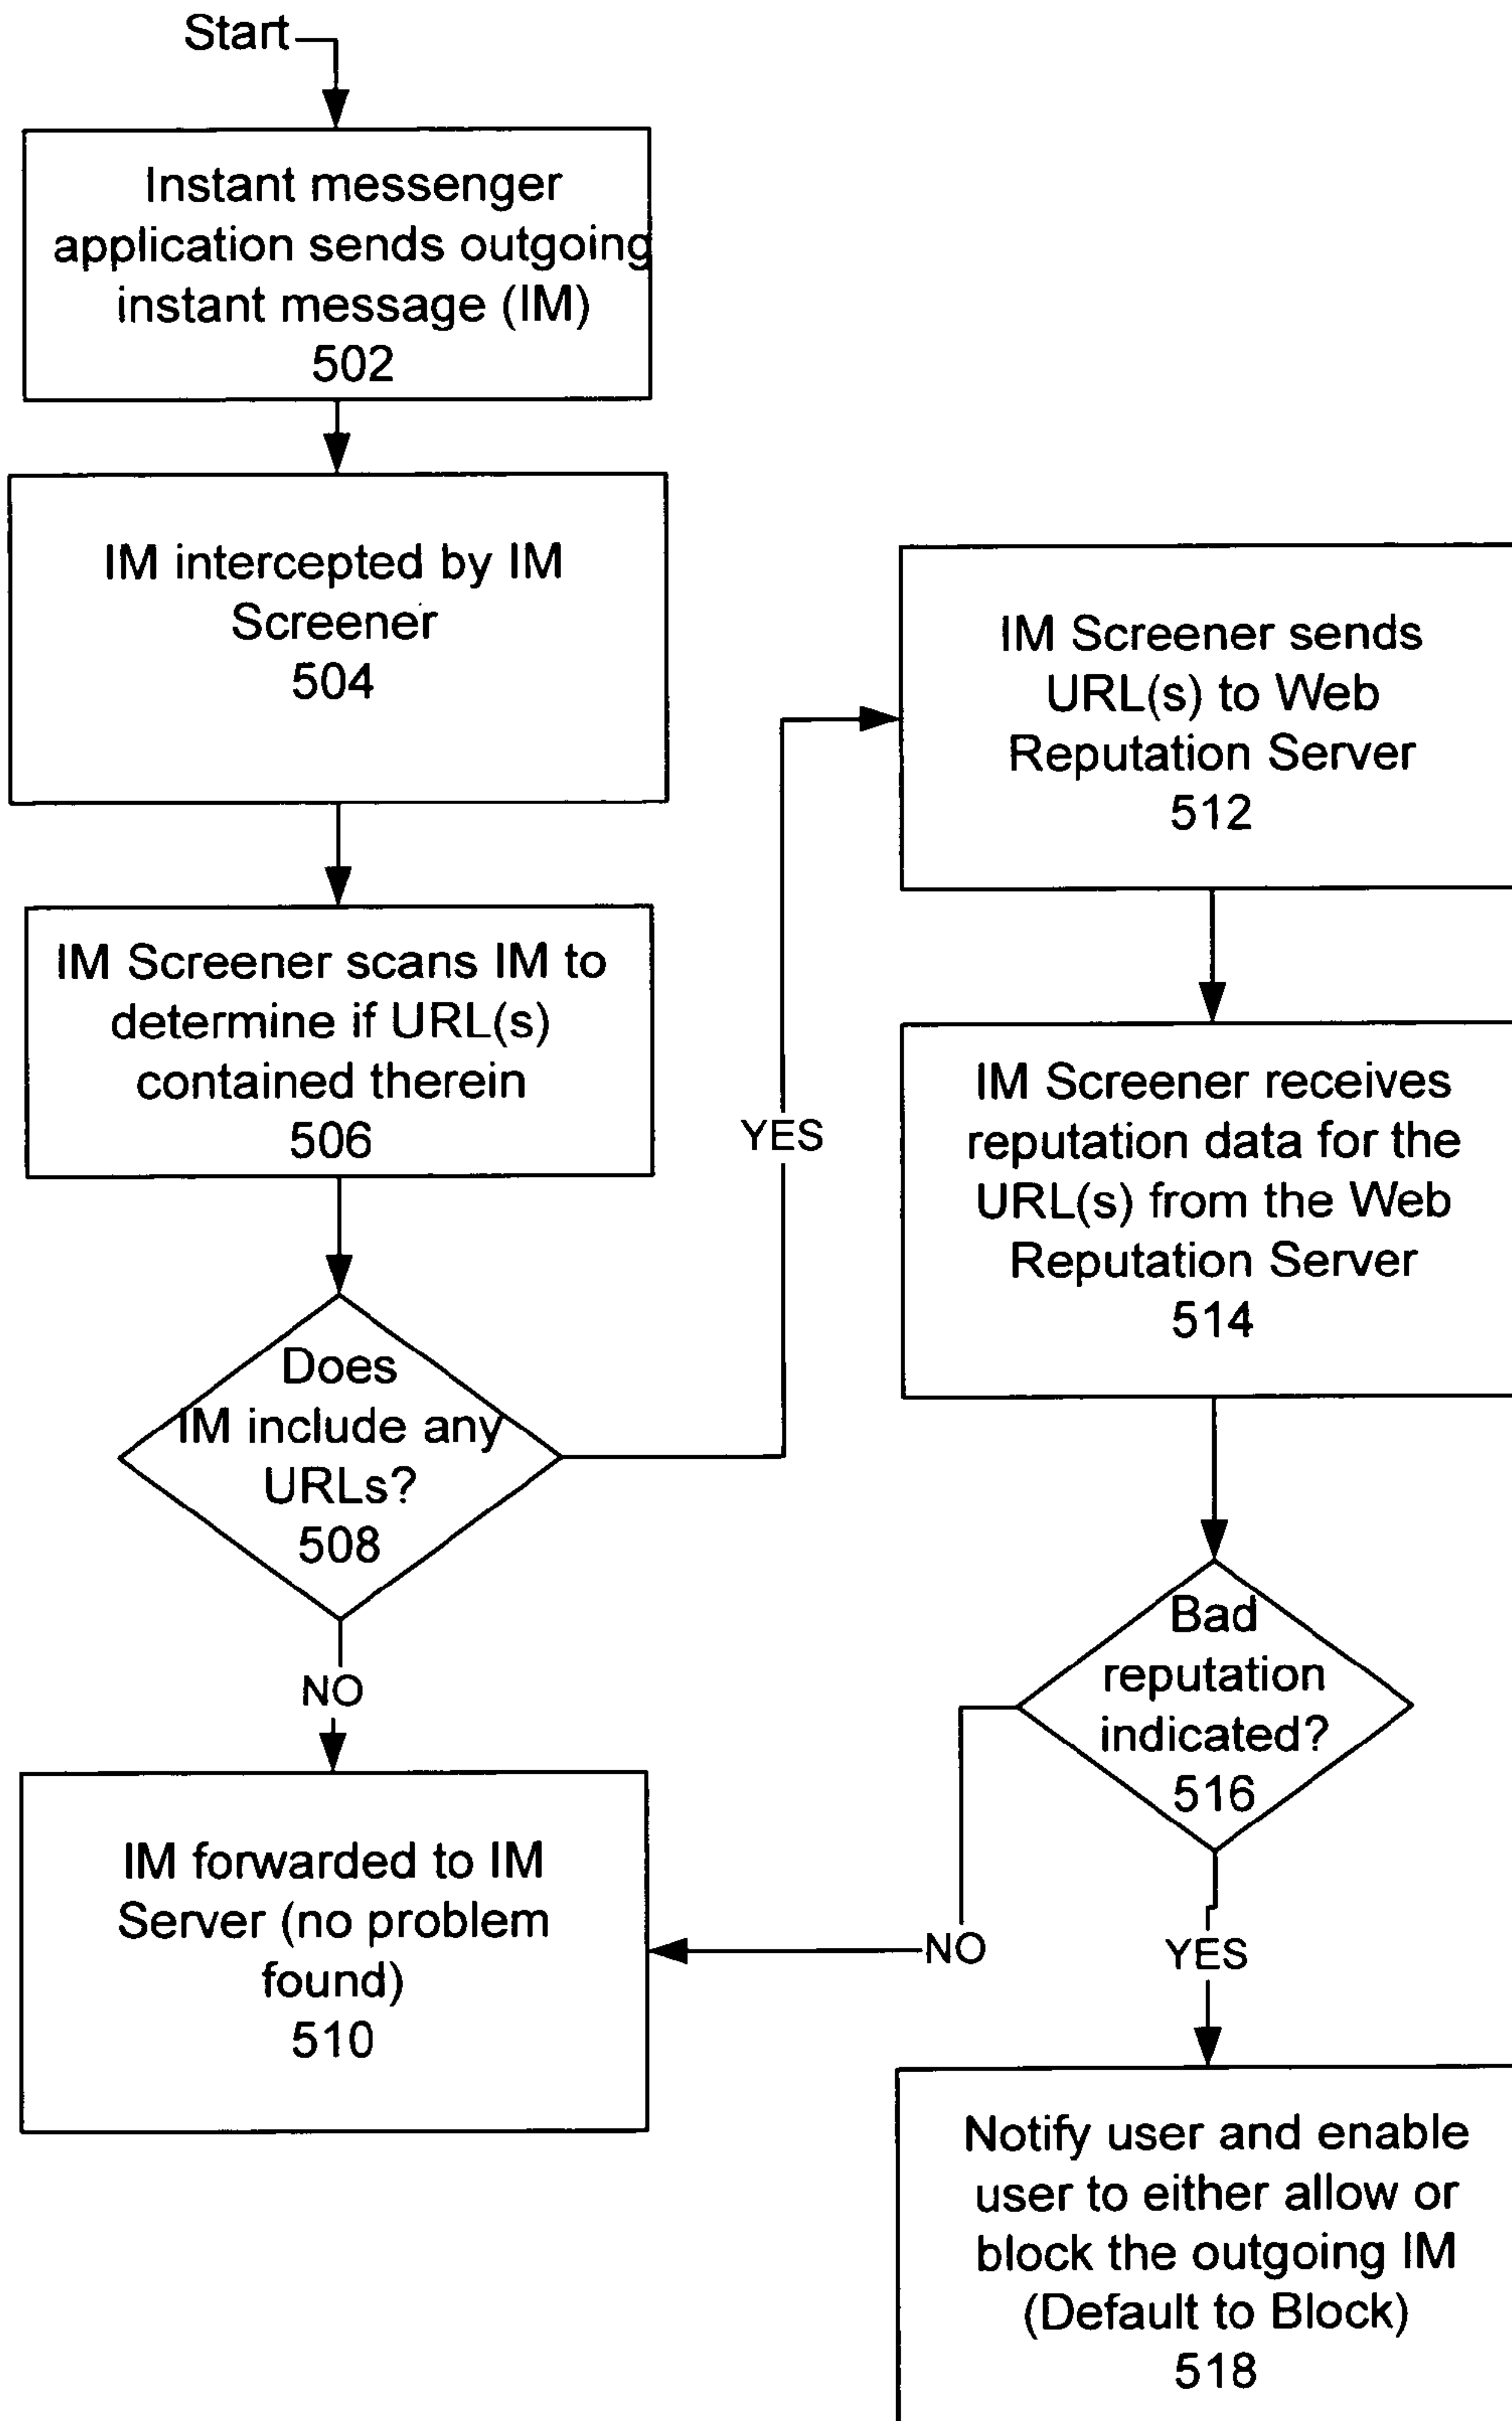 Start
Instant messenger
application sends outgoing
instant message (IM)
502
IM intercepted by IM
Screener
504
IM Screener scans IM to
determine if URL(s)
contained therein
506
Does
IM include any
URLs?
508
NO
IM forwarded to IM
Server (no problem
found)
510
YES
IM Screener sends
URL(s) to Web
Reputation Server
512
IM Screener receives
reputation data for the
URL(s) from the Web
Reputation Server
514
Bad
reputation
indicated?
516
NO
YES
Notify user and enable
user to either allow or
block the outgoing IM
(Default to Block)
518